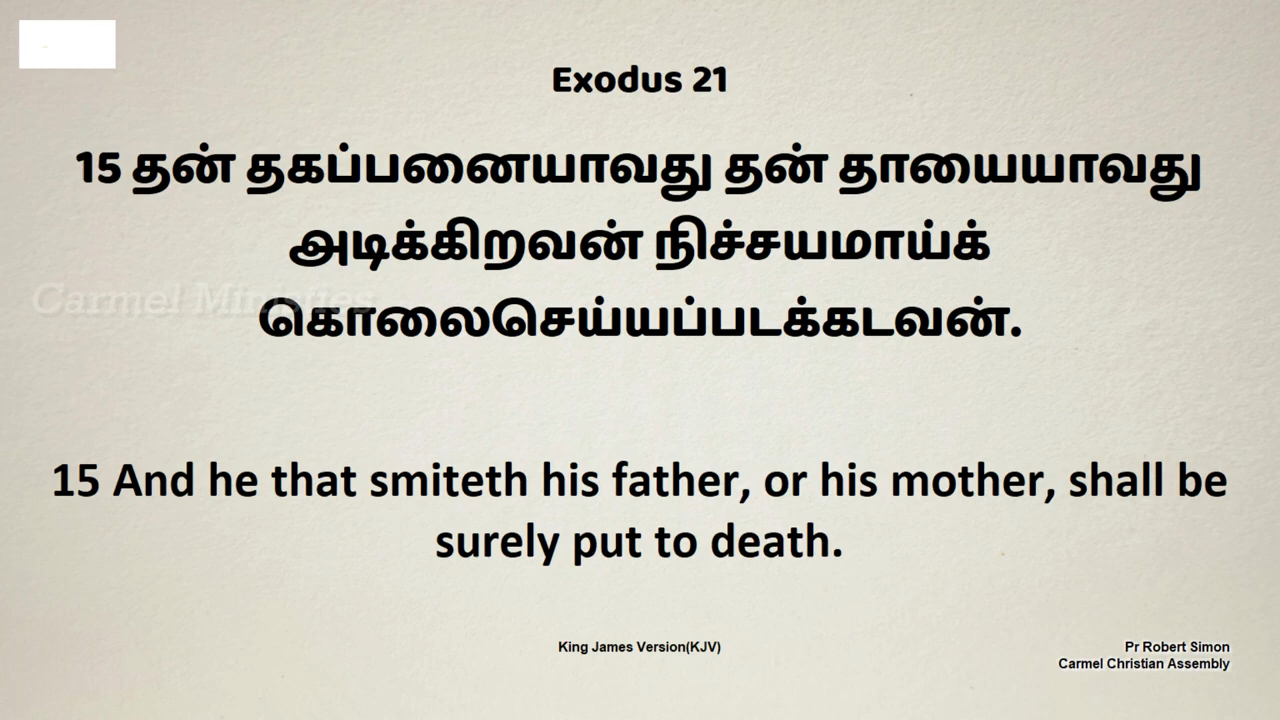 Exodus 21
15 தன் தகப்பனையாவது தன் தாயையாவது
அடிக்கிறவன் நிச்சயமாய்க்
Carmel Ministries
கொலைசெய்யப்படக்கடவன்.
15 And he that smiteth his father, or his mother, shall be
surely put to death.
King James Version(KJV)
Pr Robert Simon
Carmel Christian Assembly